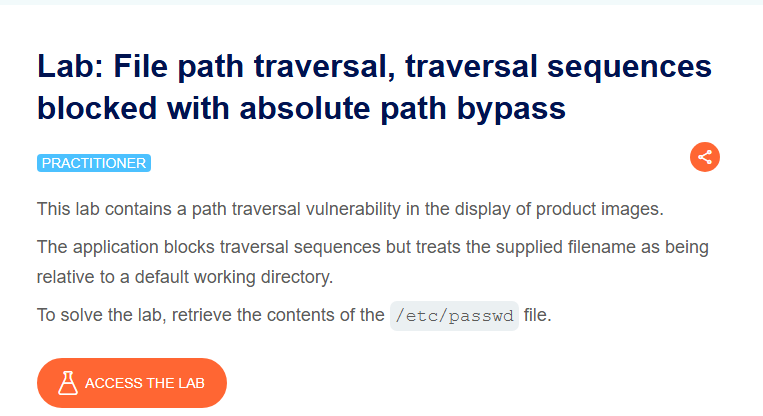 Lab: File path traversal, traversal sequences
blocked with absolute path bypass
PRACTITIONER
This lab contains a path traversal vulnerability in the display of product images.
The application blocks traversal sequences but treats the supplied filename as being
relative to a default working directory.
To solve the lab, retrieve the contents of the /etc/passwd file.
ACCESS THE LAB